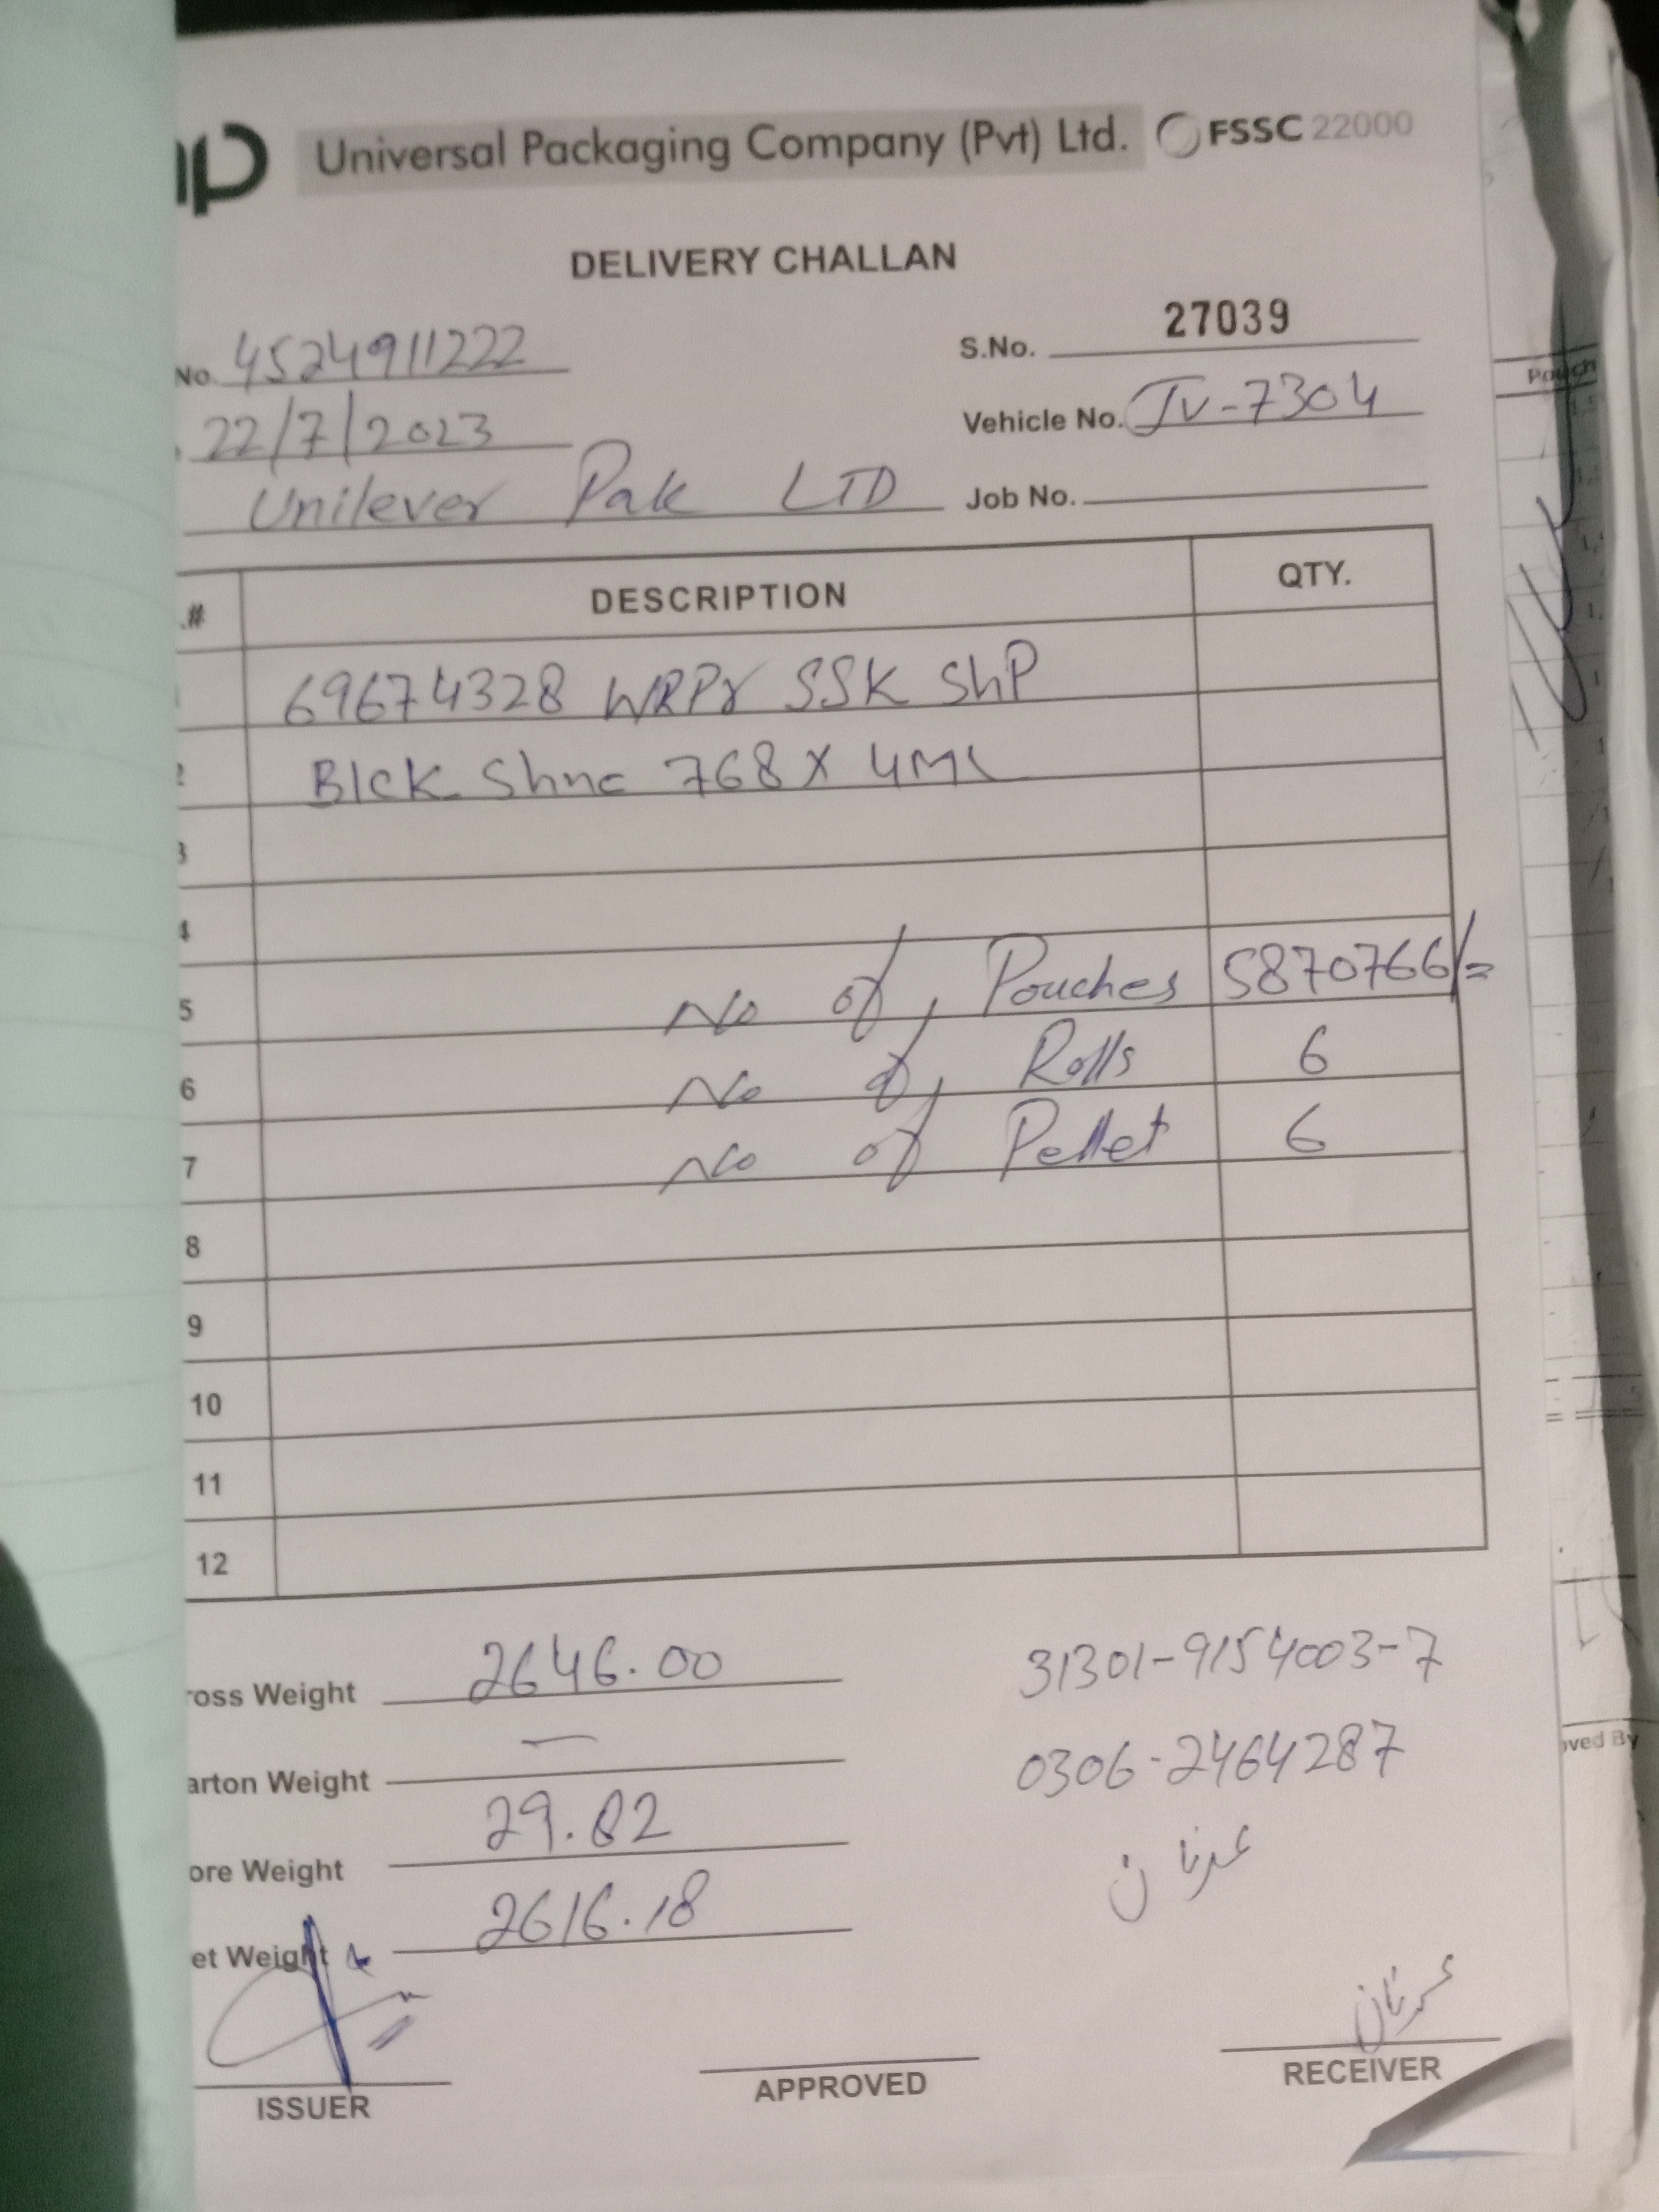 up Universal Packaging Company (Pvt) Ltd. FSSC 22000
DELIVERY CHALLAN
No. 4524911222 S.No. 27039
22/7/2023 Vehicle No. JV-7304
Unilever Pak LTD Job No.
.# DESCRIPTION QTY.
69674328 WRPr SSK ShP
2 Blck Shne 768 X 4ML
3
4
5 No of, Pouches 5870766/=
6 No of, Rolls 6
7 No of Pellet 6
8
9
10
11
12
ross Weight 2646.00 31301-9154003-7
arton Weight — 0306-2464287
ore Weight 29.82
et Weight 2616.18
ISSUER APPROVED RECEIVER
Pouch
oved By